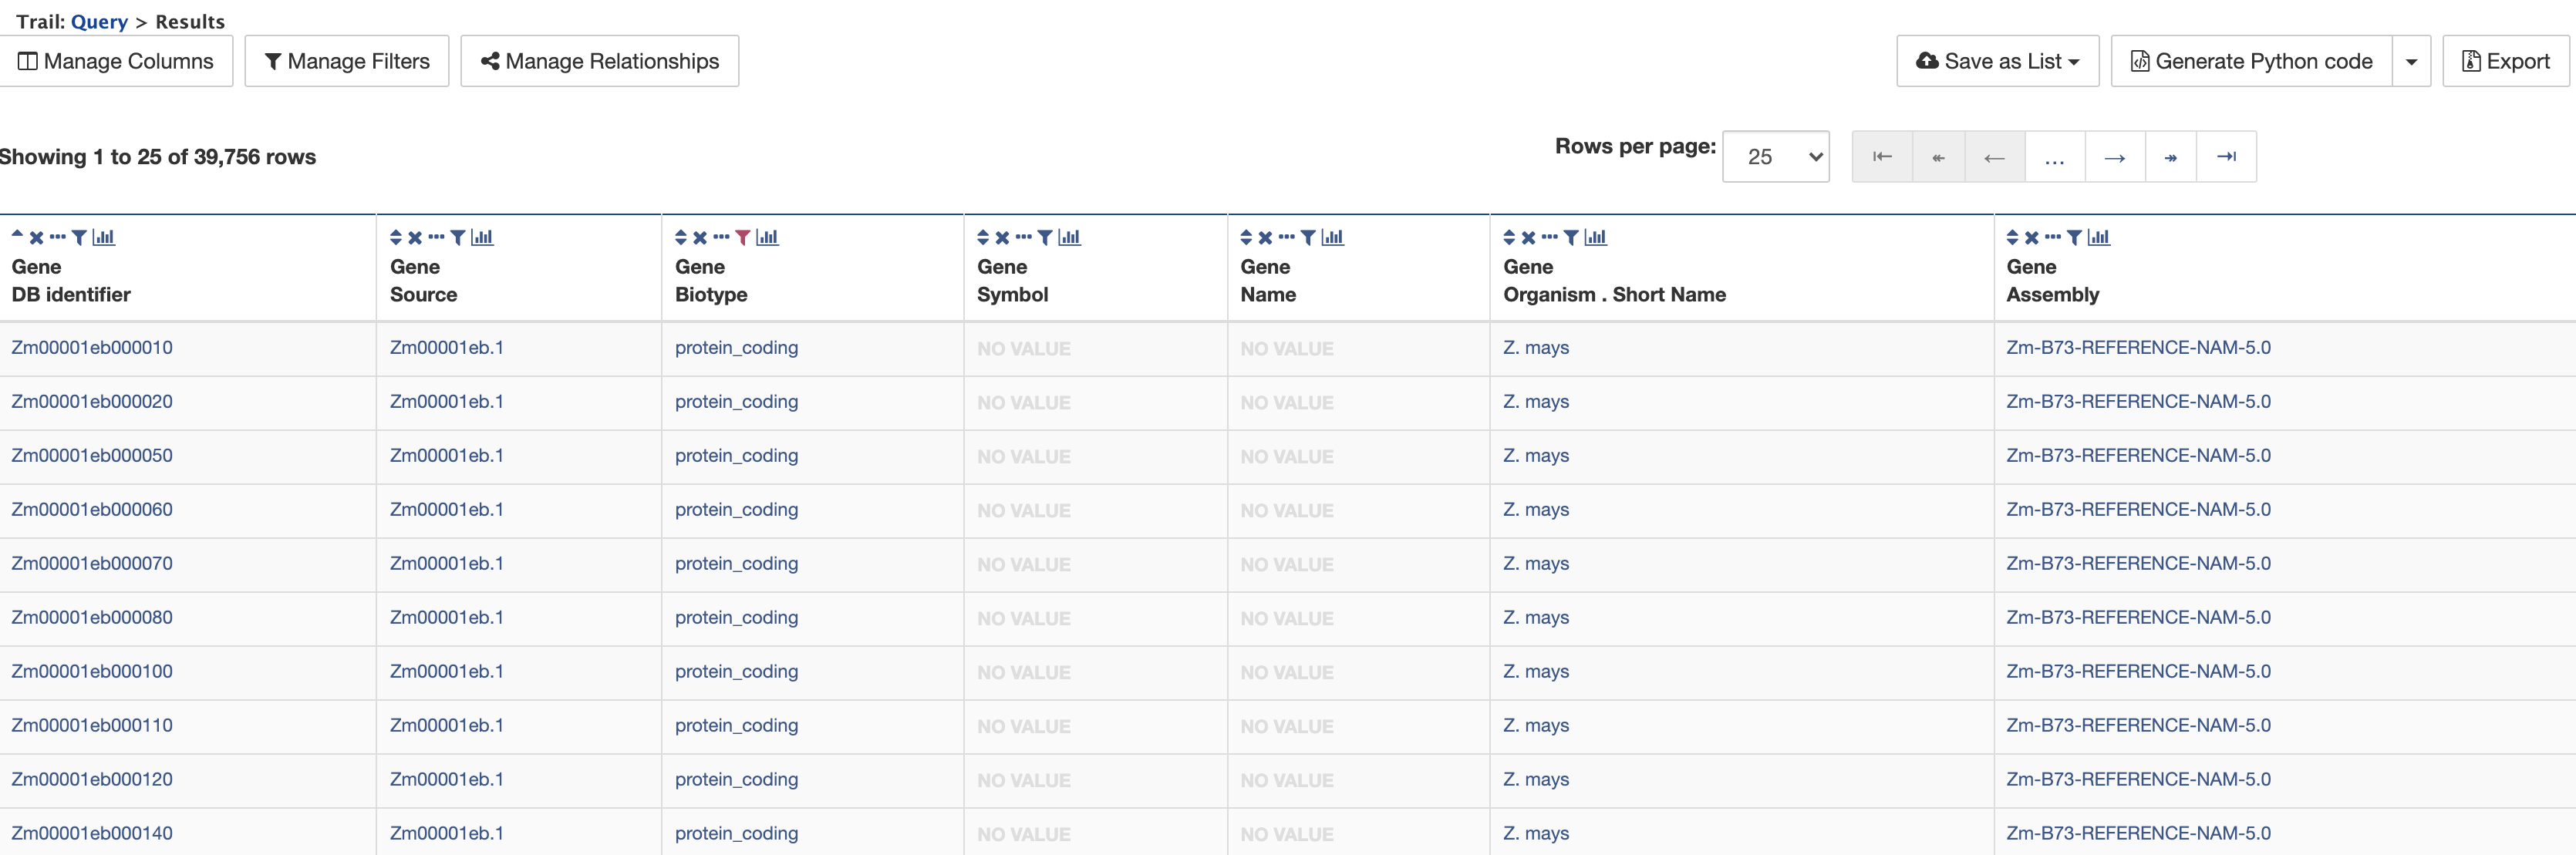 Trail: Query > Results
Manage Columns Manage Filters Manage Relationships Save as List Generate Python code Export
Showing 1 to 25 of 39,756 rows Rows per page: 25 ...
Gene Gene Gene Gene Gene Gene Gene
DB identifier Source Biotype Symbol Name Organism . Short Name Assembly
Zm00001eb000010 Zm00001eb.1 protein_coding NO VALUE NO VALUE Z. mays Zm-B73-REFERENCE-NAM-5.0
Zm00001eb000020 Zm00001eb.1 protein_coding NO VALUE NO VALUE Z. mays Zm-B73-REFERENCE-NAM-5.0
Zm00001eb000050 Zm00001eb.1 protein_coding NO VALUE NO VALUE Z. mays Zm-B73-REFERENCE-NAM-5.0
Zm00001eb000060 Zm00001eb.1 protein_coding NO VALUE NO VALUE Z. mays Zm-B73-REFERENCE-NAM-5.0
Zm00001eb000070 Zm00001eb.1 protein_coding NO VALUE NO VALUE Z. mays Zm-B73-REFERENCE-NAM-5.0
Zm00001eb000080 Zm00001eb.1 protein_coding NO VALUE NO VALUE Z. mays Zm-B73-REFERENCE-NAM-5.0
Zm00001eb000100 Zm00001eb.1 protein_coding NO VALUE NO VALUE Z. mays Zm-B73-REFERENCE-NAM-5.0
Zm00001eb000110 Zm00001eb.1 protein_coding NO VALUE NO VALUE Z. mays Zm-B73-REFERENCE-NAM-5.0
Zm00001eb000120 Zm00001eb.1 protein_coding NO VALUE NO VALUE Z. mays Zm-B73-REFERENCE-NAM-5.0
Zm00001eb000140 Zm00001eb.1 protein_coding NO VALUE NO VALUE Z. mays Zm-B73-REFERENCE-NAM-5.0